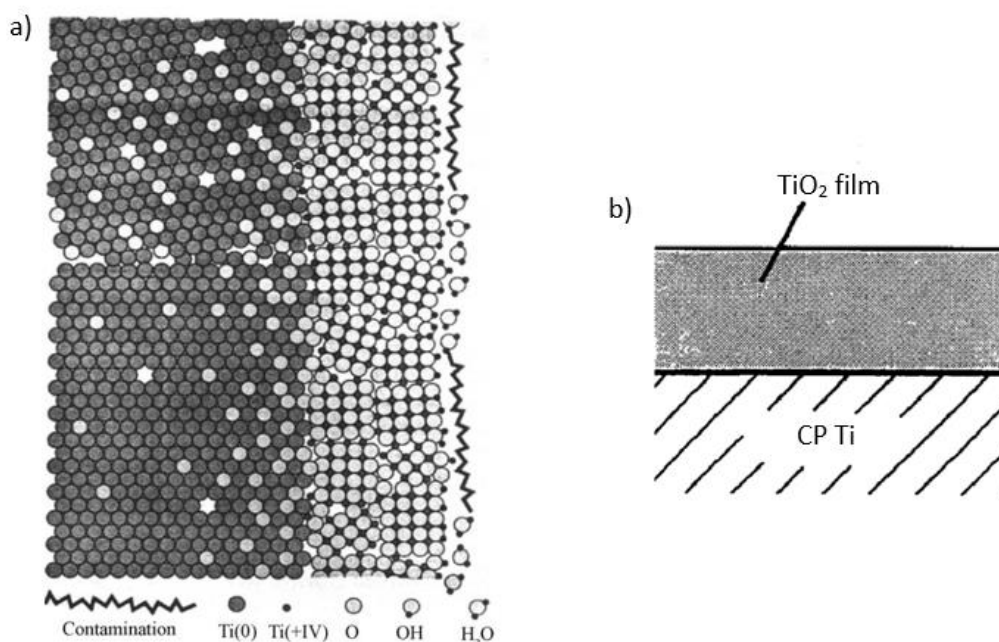 a)
Contamination Ti(0) Ti(+IV) O OH H₂O
b)
TiO₂ film
CP Ti